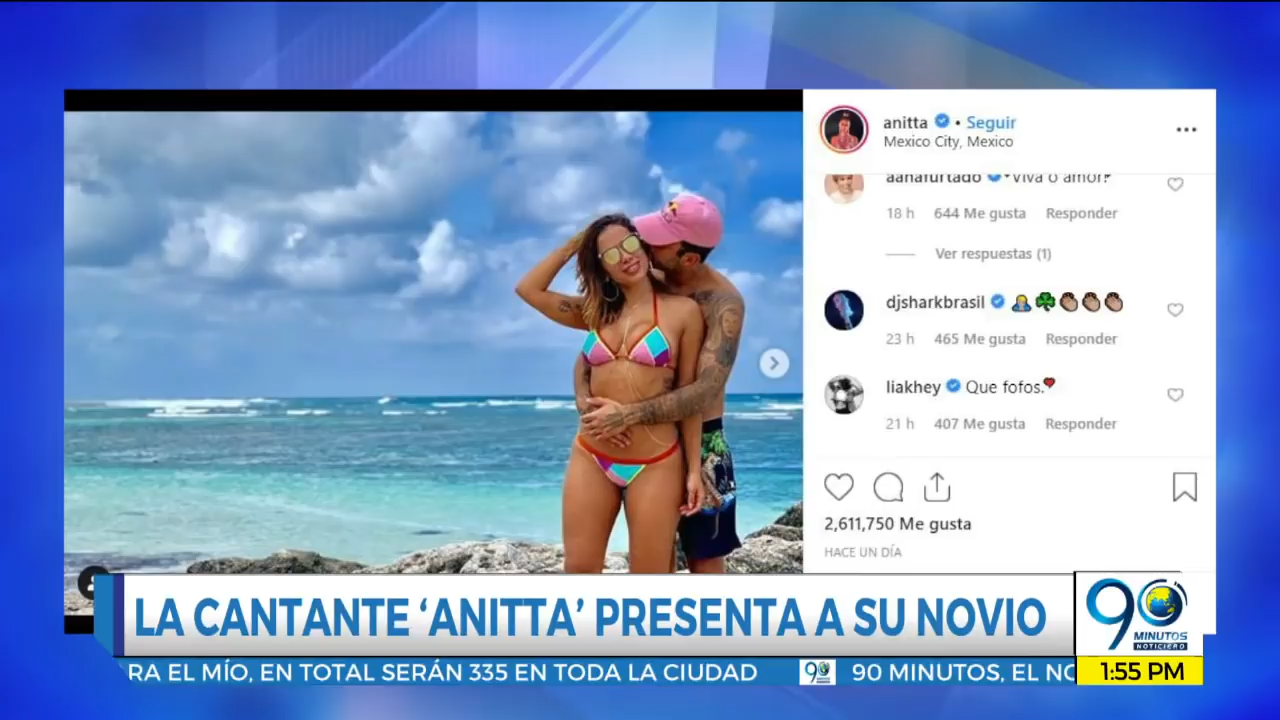 anitta • Seguir
Mexico City, Mexico
aanafurtado Viva o amor!
18 h 644 Me gusta Responder
Ver respuestas (1)
djsharkbrasil
23 h 465 Me gusta Responder
liakhey Que fofos.
21 h 407 Me gusta Responder
2,611,750 Me gusta
HACE UN DÍA
LA CANTANTE ‘ANITTA’ PRESENTA A SU NOVIO
90
MINUTOS
NOTICIERO
RA EL MÍO, EN TOTAL SERÁN 335 EN TODA LA CIUDAD 90 90 MINUTOS, EL NO
1:55 PM